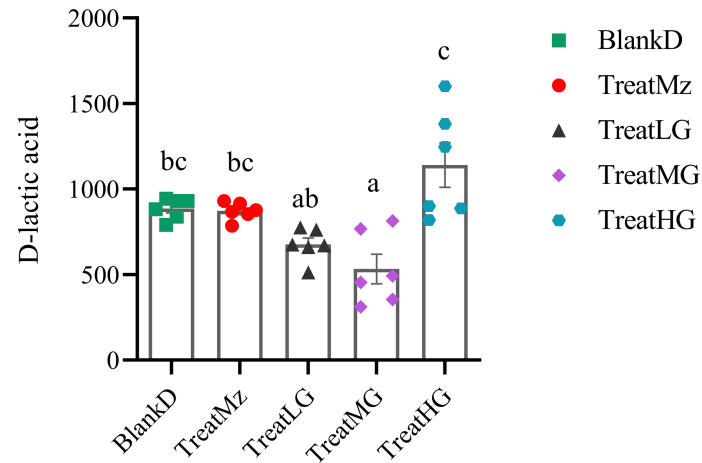 D-lactic acid
2000
1500
1000
500
0
bc
bc
ab
a
c
BlankD
TreatMz
TreatLG
TreatMG
TreatHG
BlankD
TreatMz
TreatLG
TreatMG
TreatHG